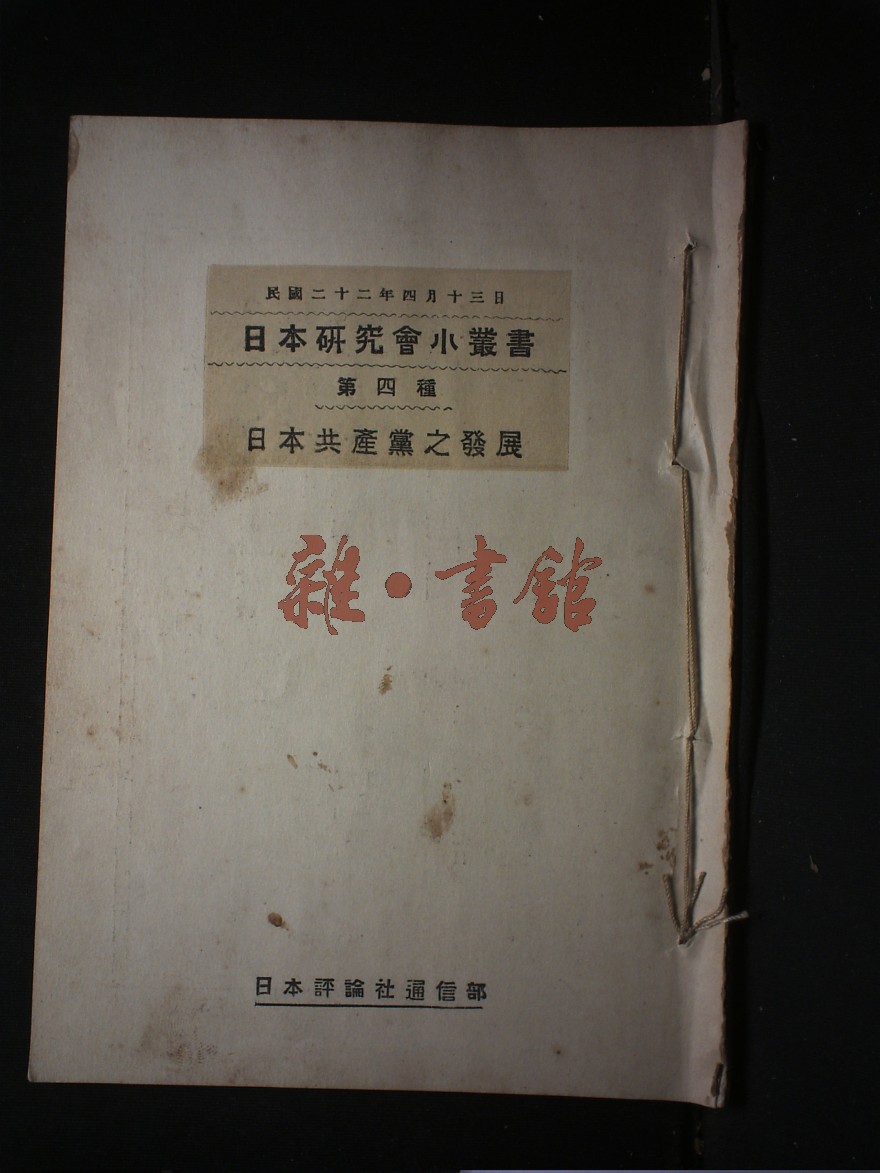 民國二十二年四月十三日
日本研究會小叢書
第四種
日本共產黨之發展
雜·書館
日本評論社通信部